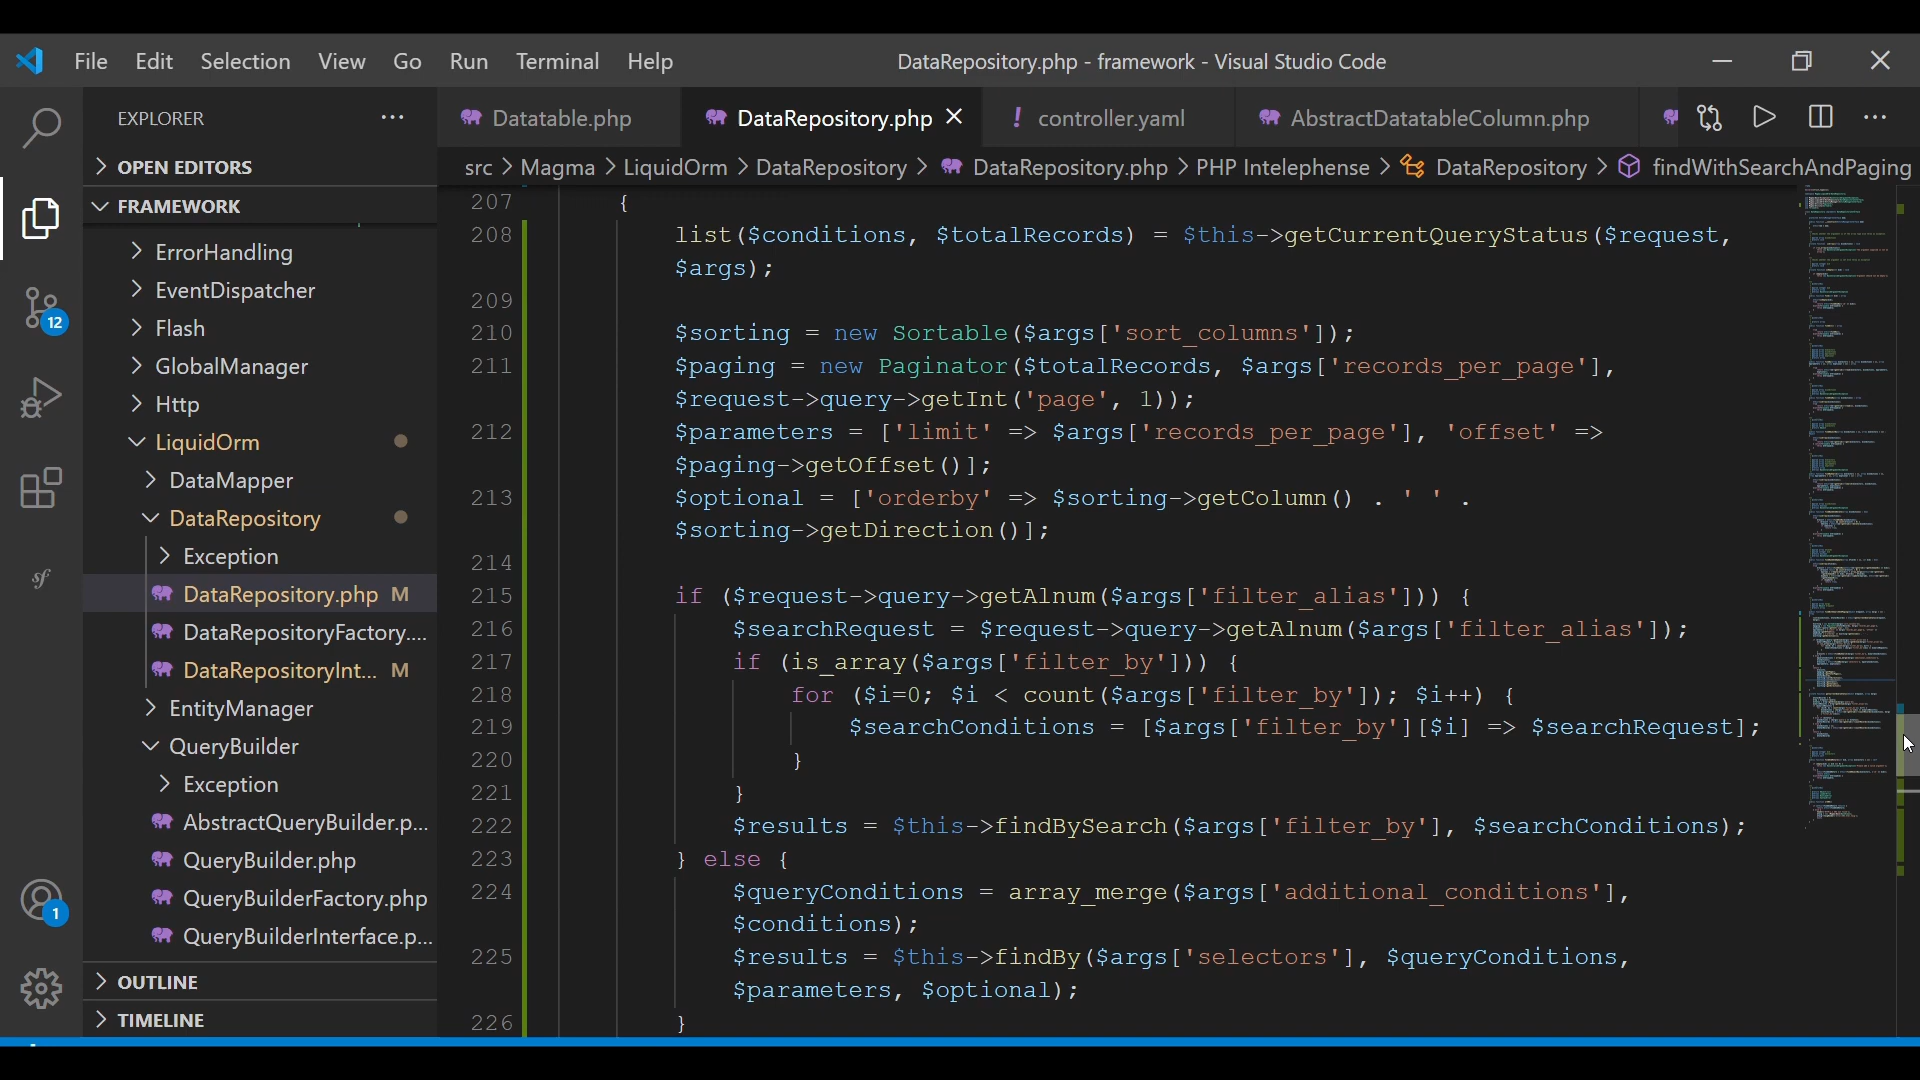 File Edit Selection View Go Run Terminal Help DataRepository.php - framework - Visual Studio Code
EXPLORER ···
Datatable.php DataRepository.php controller.yaml AbstractDatatableColumn.php
OPEN EDITORS
src > Magma > LiquidOrm > DataRepository > DataRepository.php > PHP Intelephense > DataRepository > findWithSearchAndPaging
FRAMEWORK
ErrorHandling
EventDispatcher
Flash
GlobalManager
Http
LiquidOrm
DataMapper
DataRepository
Exception
DataRepository.php M
DataRepositoryFactory....
DataRepositoryInt... M
EntityManager
QueryBuilder
Exception
AbstractQueryBuilder.p...
QueryBuilder.php
QueryBuilderFactory.php
QueryBuilderInterface.p...
OUTLINE
TIMELINE
12
1
207 {
208 list($conditions, $totalRecords) = $this->getCurrentQueryStatus($request,
$args);
209
210 $sorting = new Sortable($args['sort_columns']);
211 $paging = new Paginator($totalRecords, $args['records_per_page'],
$request->query->getInt('page', 1));
212 $parameters = ['limit' => $args['records_per_page'], 'offset' =>
$paging->getOffset()];
213 $optional = ['orderby' => $sorting->getColumn() . ' ' .
$sorting->getDirection()];
214
215 if ($request->query->getAlnum($args['filter_alias'])) {
216 $searchRequest = $request->query->getAlnum($args['filter_alias']);
217 if (is_array($args['filter_by'])) {
218 for ($i=0; $i < count($args['filter_by']); $i++) {
219 $searchConditions = [$args['filter_by'][$i] => $searchRequest];
220 }
221 }
222 $results = $this->findBySearch($args['filter_by'], $searchConditions);
223 } else {
224 $queryConditions = array_merge($args['additional_conditions'],
$conditions);
225 $results = $this->findBy($args['selectors'], $queryConditions,
$parameters, $optional);
226 }